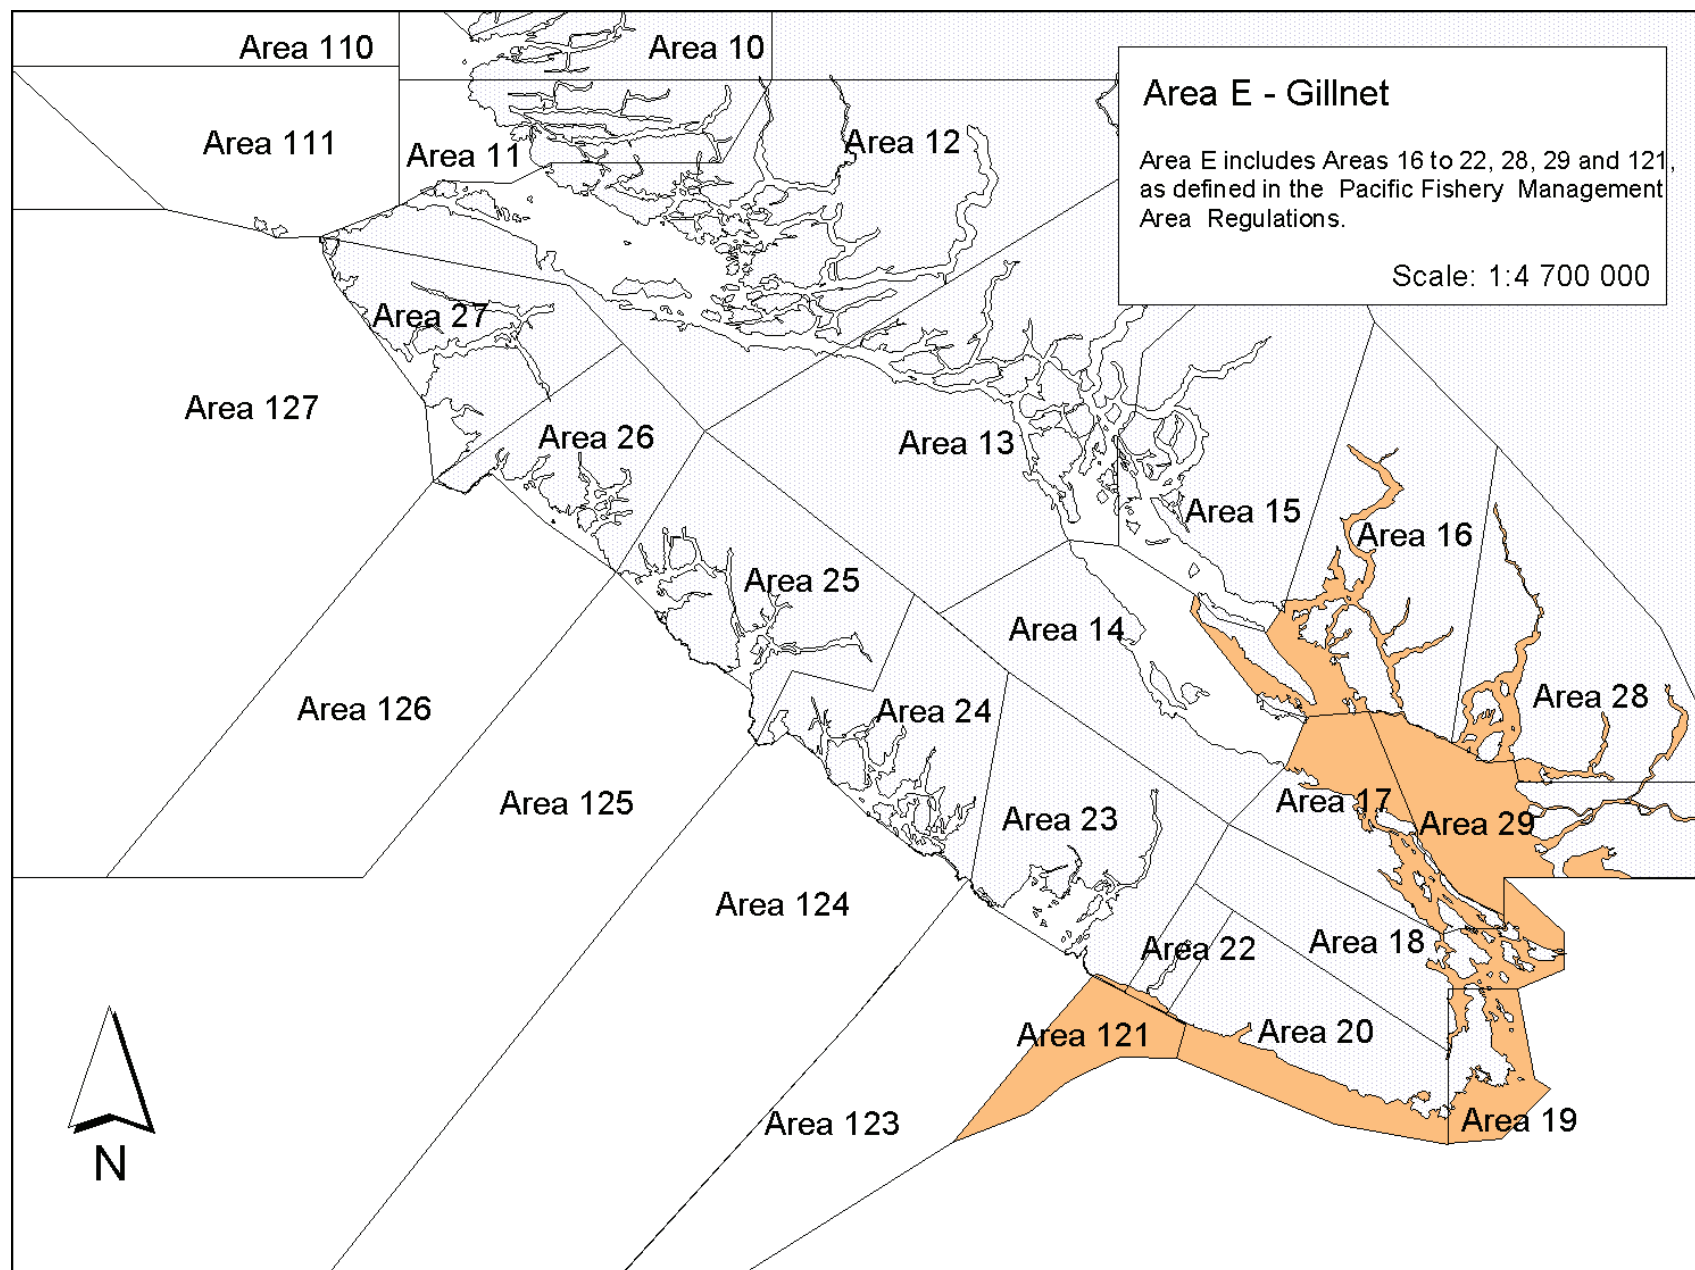 Area 110
Area 10
Area E - Gillnet
Area E includes Areas 16 to 22, 28, 29 and 121,
as defined in the Pacific Fishery Management
Area Regulations.
Scale: 1:4 700 000
Area 111
Area 11
Area 12
Area 27
Area 127
Area 26
Area 13
Area 15
Area 16
Area 25
Area 14
Area 126
Area 24
Area 28
Area 125
Area 23
Area 17
Area 29
Area 124
Area 22
Area 18
Area 121
Area 20
Area 123
Area 19
N